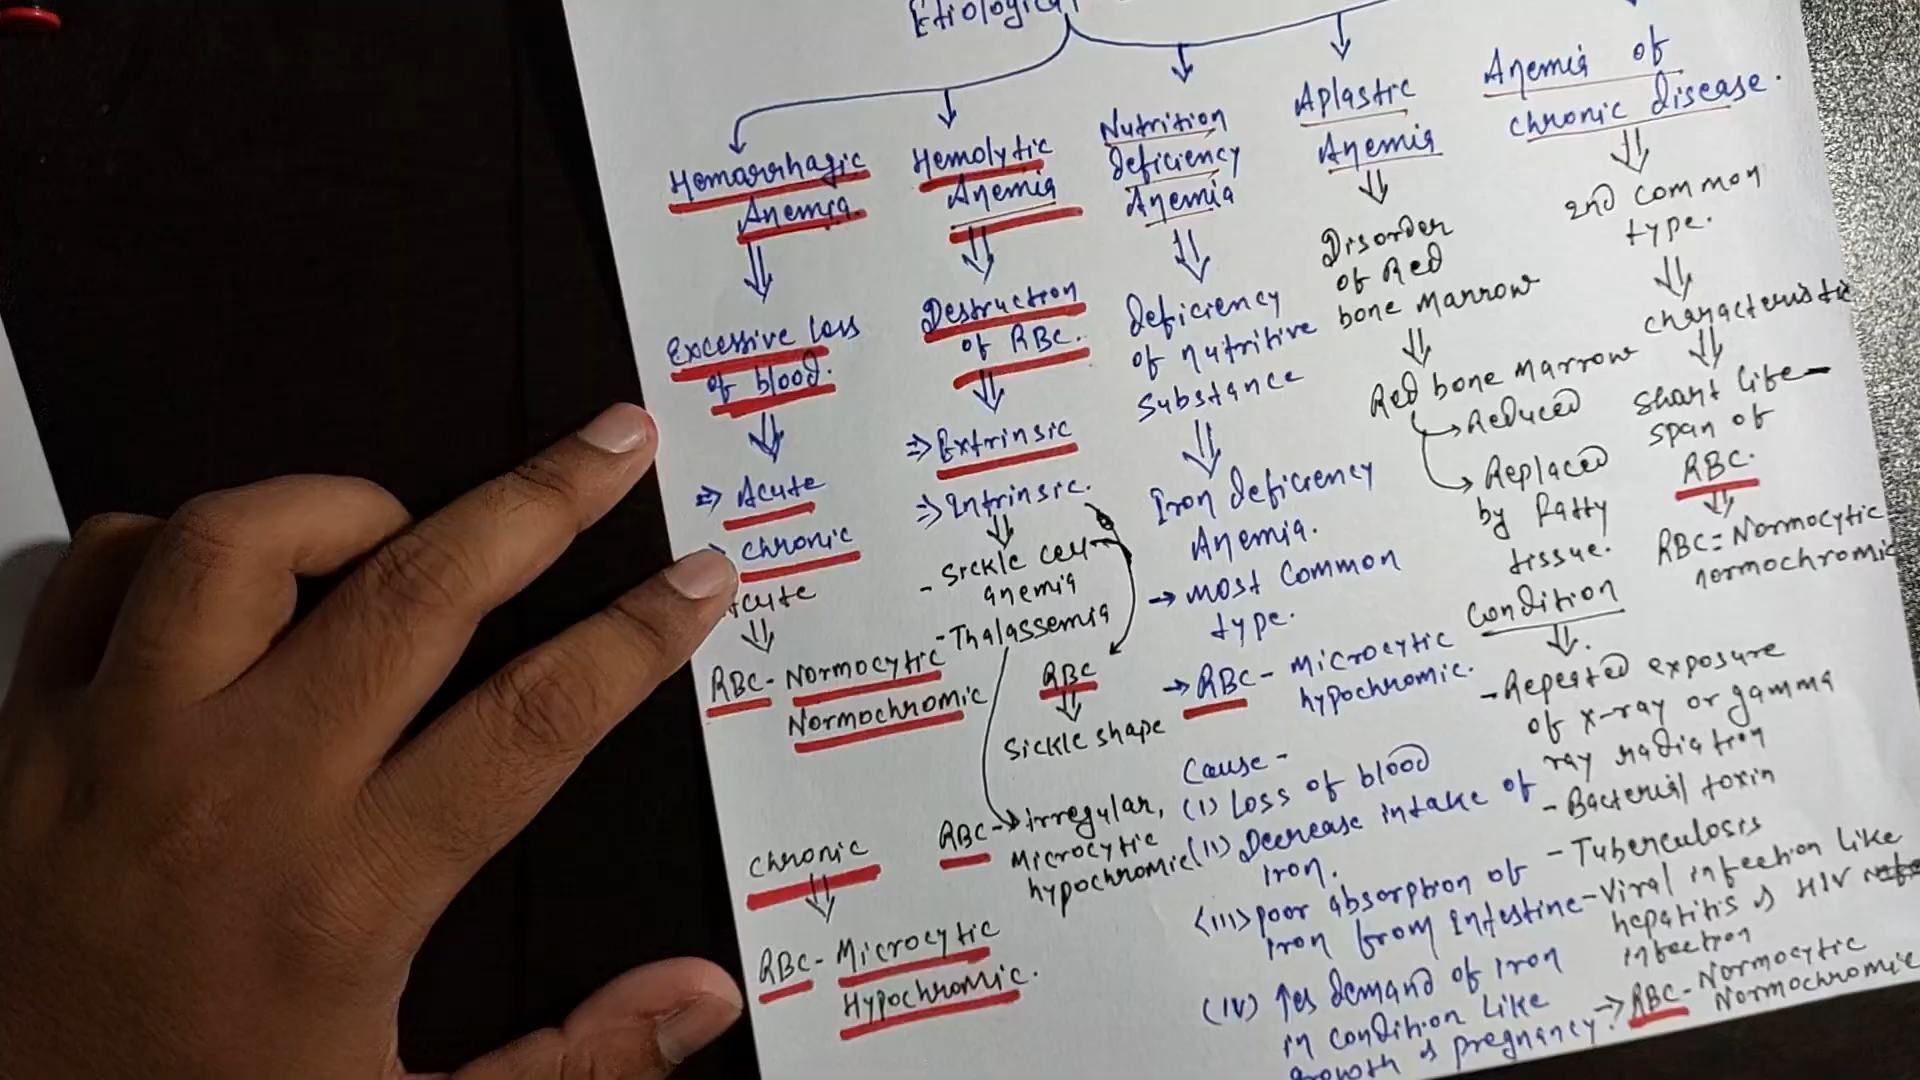 Etiological
Hemarrhagic
Anemia.
Excessive loss
of blood.
⇒ Acute
chronic
Acute
RBC - Normocytic
Normochromic
chronic
RBC - Microcytic
Hypochromic.
Hemolytic
Anemia
Destruction
of RBC.
⇒ Extrinsic
⇒ Intrinsic.
- Sickle cell
anemia
- Thalassemia
RBC
Sickle shape
RBC → irregular,
Microcytic
hypochromic
Nutrition
deficiency
Anemia
deficiency
of nutritive
Substance
Iron deficiency
Anemia.
→ most common
type.
→ RBC - Microcytic
hypochromic.
Cause -
(I) Loss of blood
(II) Decrease intake of
iron.
(III) poor absorption of
iron from intestine
(IV) ↑es demand of iron
in condition like
growth & pregnancy.
Aplastic
Anemia
Disorder
of Red
bone marrow
Red bone marrow
→ Reduced
→ Replaced
by fatty
tissue.
Condition
- Repeated exposure
of x-ray or gamma
ray radiation
- Bacterial toxin
- Tuberculosis
- Viral infection like
hepatitis & HIV
infection
→ RBC - Normocytic
Normochromic
Anemia of
chronic disease.
2nd common
type.
characteristic
short life-
span of
RBC.
RBC = Normocytic
normochromic